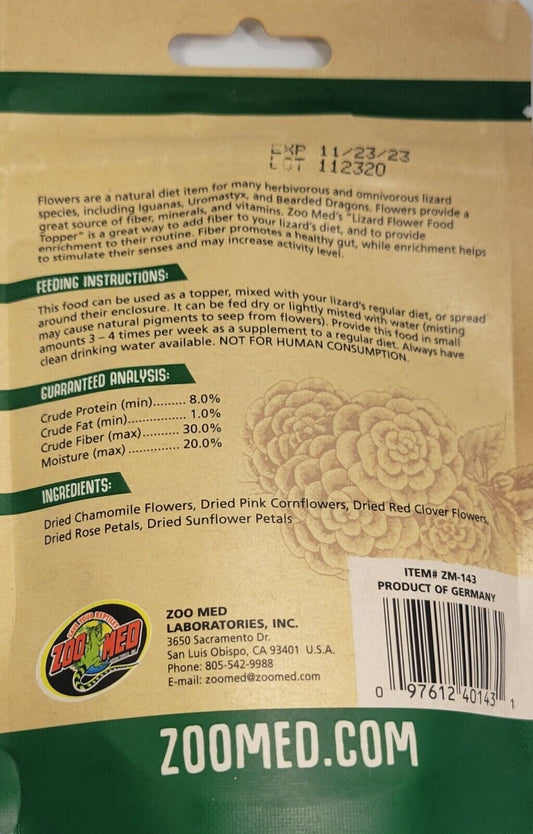 EXP 11/23/23
LOT 112320
Flowers are a natural diet item for many herbivorous and omnivorous lizard
species, including Iguanas, Uromastyx, and Bearded Dragons. Flowers provide a
great source of fiber, minerals, and vitamins. Zoo Med's "Lizard Flower Food
Topper" is a great way to add fiber to your lizard's diet, and to provide
enrichment to their routine. Fiber promotes a healthy gut, while enrichment helps
to stimulate their senses and may increase activity level.
FEEDING INSTRUCTIONS:
This food can be used as a topper, mixed with your lizard's regular diet, or spread
around their enclosure. It can be fed dry or lightly misted with water (misting
may cause natural pigments to seep from flowers). Provide this food in small
amounts 3 – 4 times per week as a supplement to a regular diet. Always have
clean drinking water available. NOT FOR HUMAN CONSUMPTION.
GUARANTEED ANALYSIS:
Crude Protein (min)......... 8.0%
Crude Fat (min)................ 1.0%
Crude Fiber (max).......... 30.0%
Moisture (max) .............. 20.0%
INGREDIENTS:
Dried Chamomile Flowers, Dried Pink Cornflowers, Dried Red Clover Flowers,
Dried Rose Petals, Dried Sunflower Petals
ITEM# ZM-143
PRODUCT OF GERMANY
0 97612 40143 1
ZOO MED
ZOO MED
LABORATORIES, INC.
3650 Sacramento Dr.
San Luis Obispo, CA 93401 U.S.A.
Phone: 805-542-9988
E-mail: zoomed@zoomed.com
ZOOMED.COM